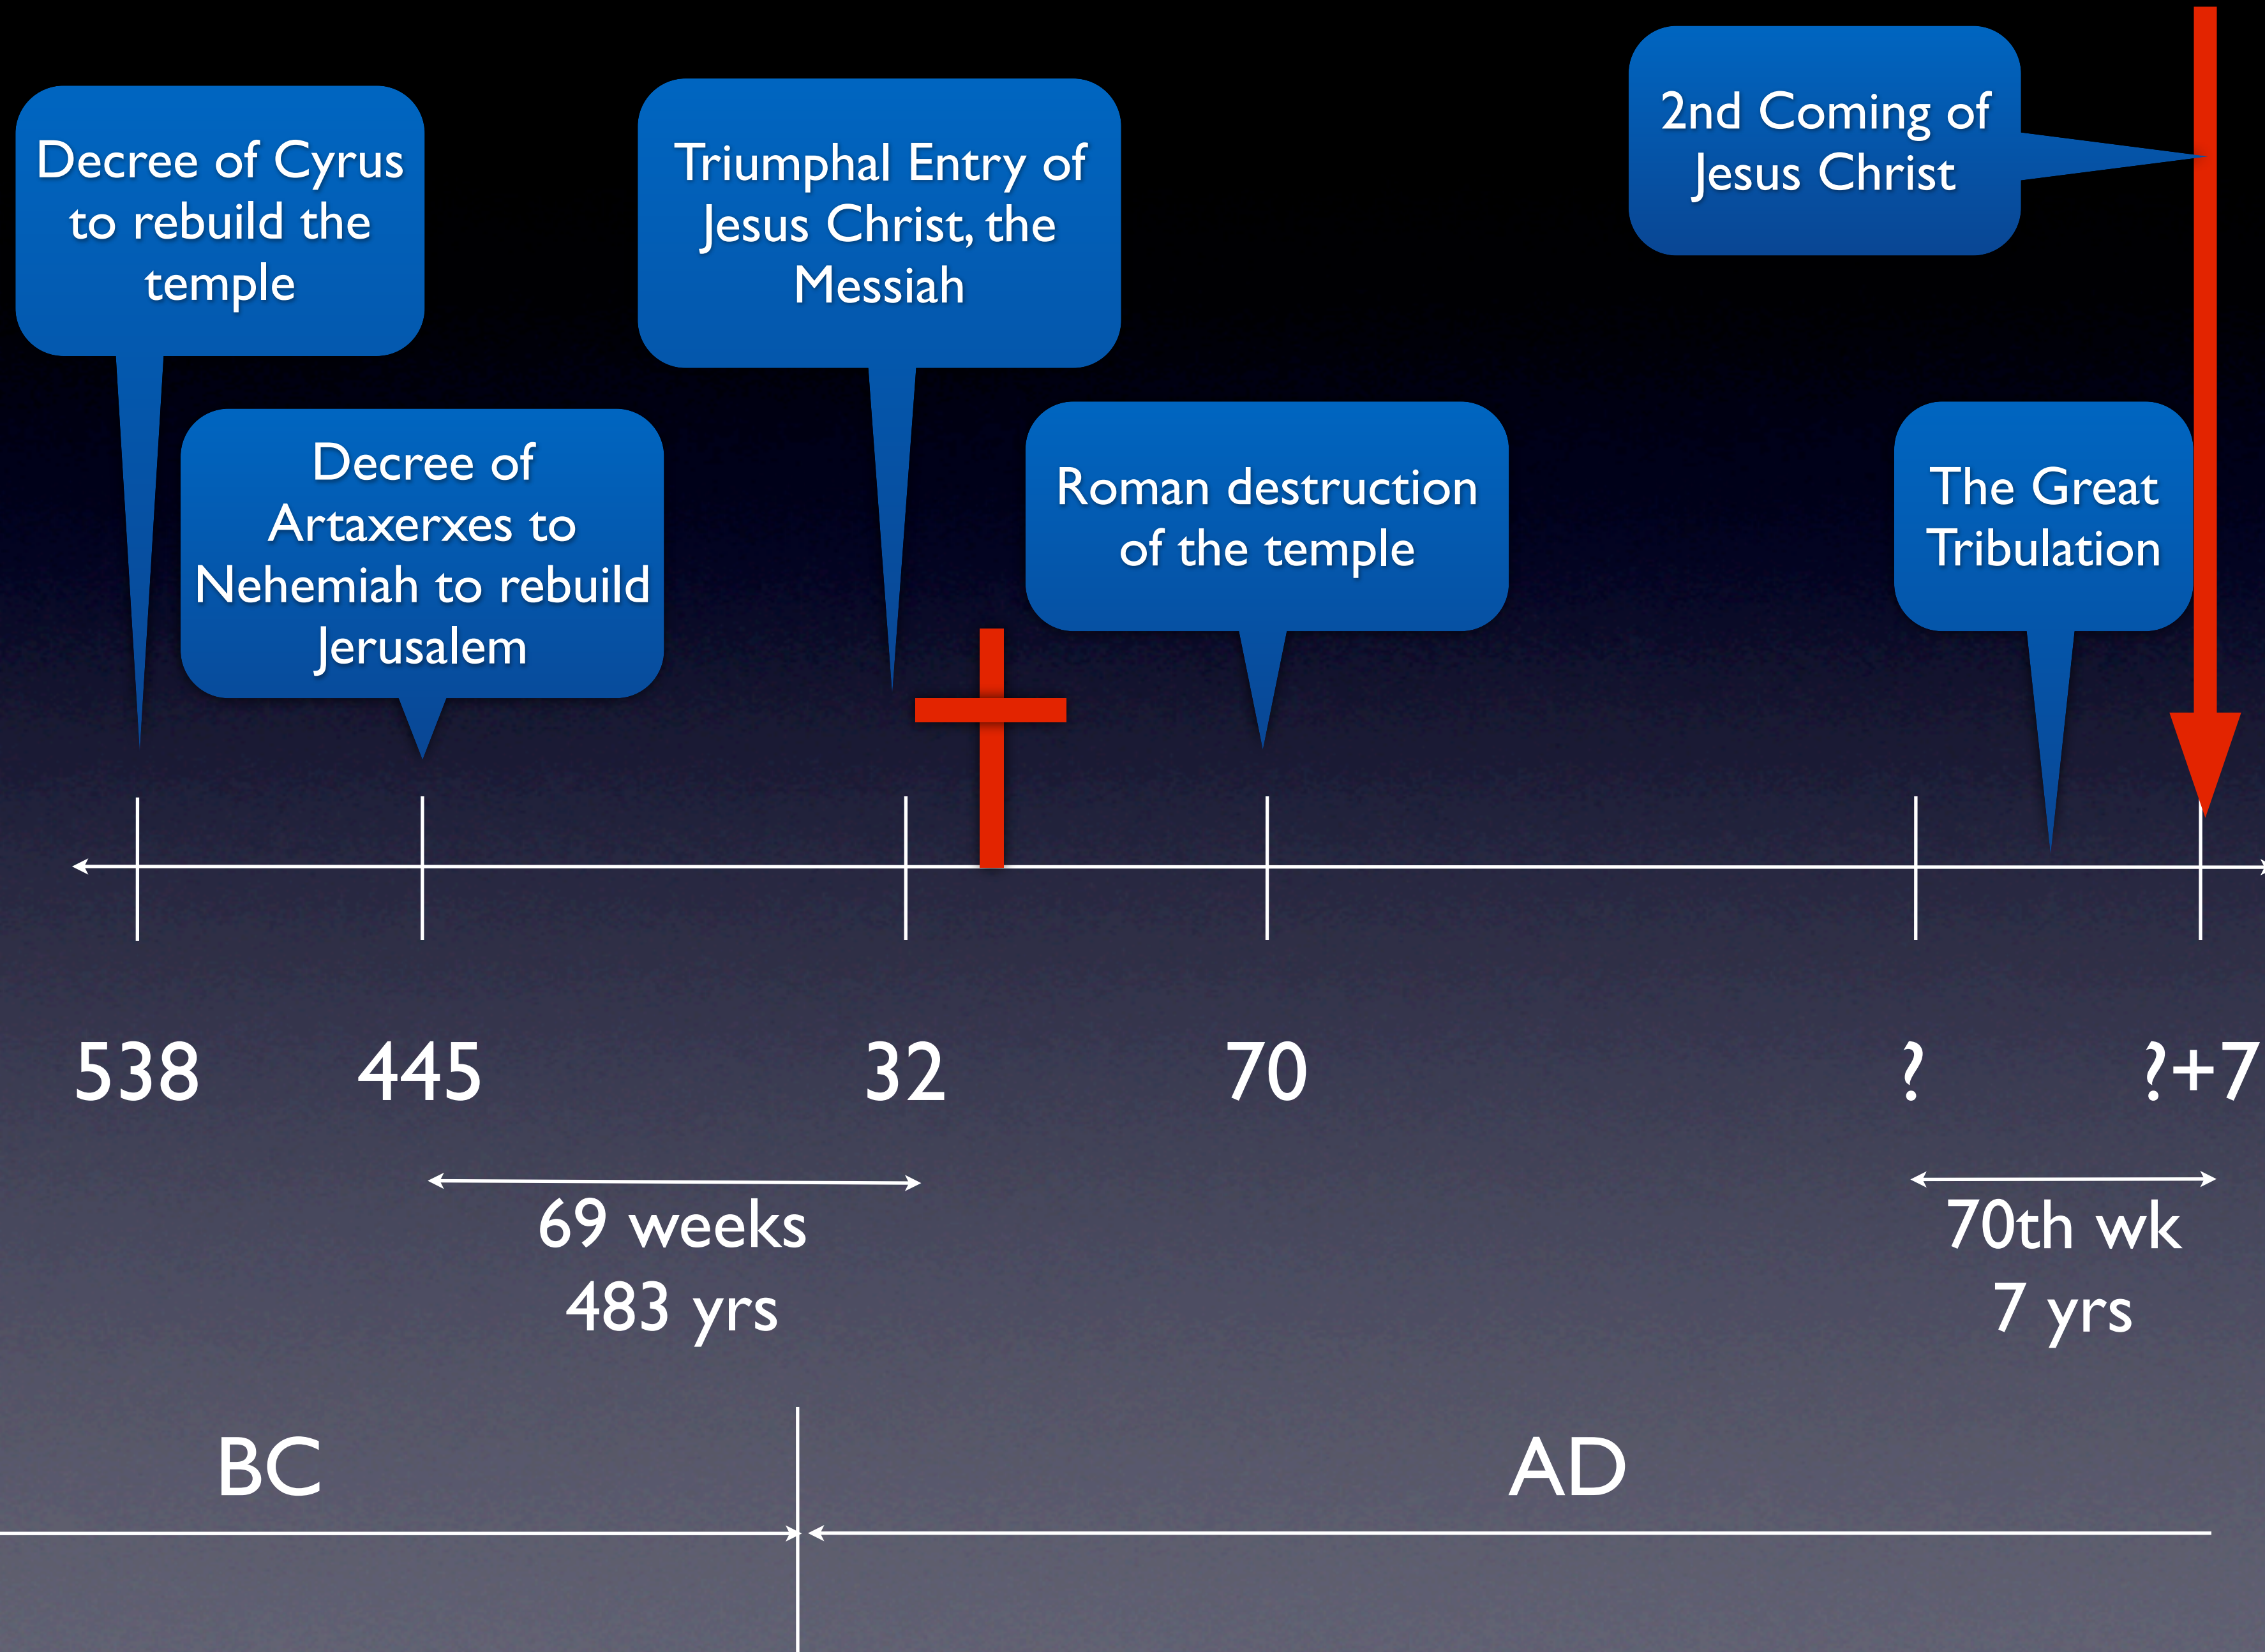 Decree of Cyrus
to rebuild the
temple
Triumphal Entry of
Jesus Christ, the
Messiah
2nd Coming of
Jesus Christ
Decree of
Artaxerxes to
Nehemiah to rebuild
Jerusalem
Roman destruction
of the temple
The Great
Tribulation
538
445
32
70
?
?+7
69 weeks
483 yrs
70th wk
7 yrs
BC
AD